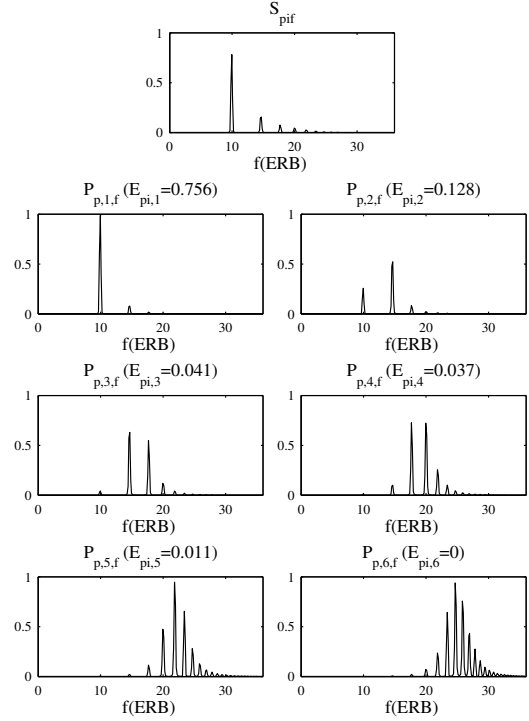 S_pif
1
0.5
0
0 10 20 30
f(ERB)
P_p,1,f (E_pi,1=0.756) P_p,2,f (E_pi,2=0.128)
1 1
0.5 0.5
0 0
0 10 20 30 0 10 20 30
f(ERB) f(ERB)
P_p,3,f (E_pi,3=0.041) P_p,4,f (E_pi,4=0.037)
1 1
0.5 0.5
0 0
0 10 20 30 0 10 20 30
f(ERB) f(ERB)
P_p,5,f (E_pi,5=0.011) P_p,6,f (E_pi,6=0)
1 1
0.5 0.5
0 0
0 10 20 30 0 10 20 30
f(ERB) f(ERB)